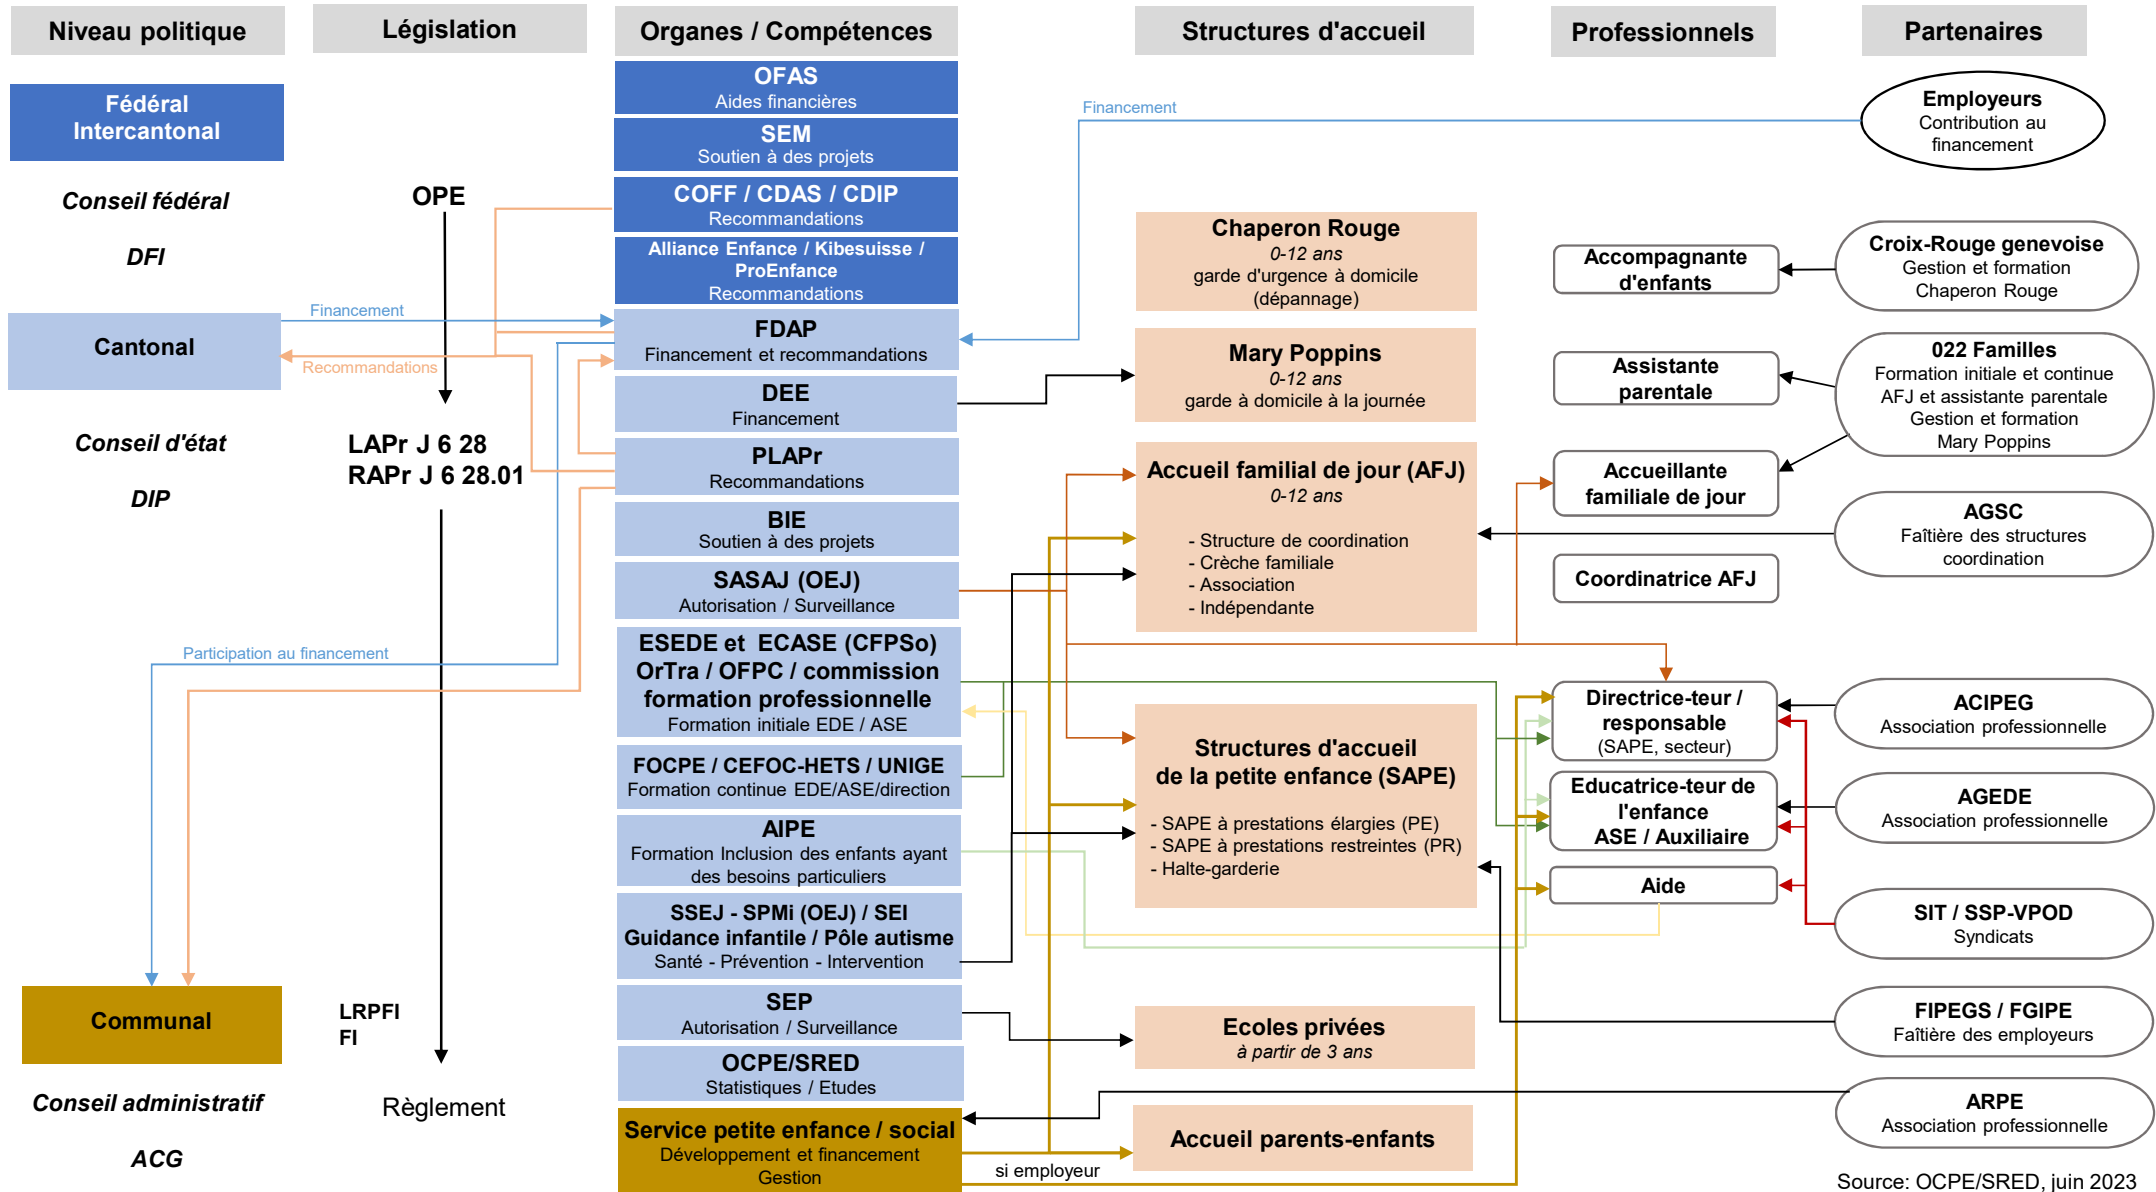 Niveau politique
Législation
Organes / Compétences
Structures d'accueil
Professionnels
Partenaires
Fédéral
Intercantonal
Conseil fédéral
DFI
Cantonal
Conseil d'état
DIP
Communal
Conseil administratif
ACG
OPE
Financement
Recommandations
LAPr J 6 28
RAPr J 6 28.01
Participation au financement
LRPFI
FI
Règlement
OFAS
Aides financières
SEM
Soutien à des projets
COFF / CDAS / CDIP
Recommandations
Alliance Enfance / Kibesuisse /
ProEnfance
Recommandations
FDAP
Financement et recommandations
DEE
Financement
PLAPr
Recommandations
BIE
Soutien à des projets
SASAJ (OEJ)
Autorisation / Surveillance
ESEDE et ECASE (CFPSo)
OrTra / OFPC / commission
formation professionnelle
Formation initiale EDE / ASE
FOCPE / CEFOC-HETS / UNIGE
Formation continue EDE/ASE/direction
AIPE
Formation Inclusion des enfants ayant
des besoins particuliers
SSEJ - SPMi (OEJ) / SEI
Guidance infantile / Pôle autisme
Santé - Prévention - Intervention
SEP
Autorisation / Surveillance
OCPE/SRED
Statistiques / Etudes
Service petite enfance / social
Développement et financement
Gestion
si employeur
Financement
Chaperon Rouge
0-12 ans
garde d'urgence à domicile
(dépannage)
Mary Poppins
0-12 ans
garde à domicile à la journée
Accueil familial de jour (AFJ)
0-12 ans
- Structure de coordination
- Crèche familiale
- Association
- Indépendante
Structures d'accueil
de la petite enfance (SAPE)
- SAPE à prestations élargies (PE)
- SAPE à prestations restreintes (PR)
- Halte-garderie
Ecoles privées
à partir de 3 ans
Accueil parents-enfants
Accompagnante
d'enfants
Assistante
parentale
Accueillante
familiale de jour
Coordinatrice AFJ
Directrice-teur /
responsable
(SAPE, secteur)
Educatrice-teur de
l'enfance
ASE / Auxiliaire
Aide
Employeurs
Contribution au
financement
Croix-Rouge genevoise
Gestion et formation
Chaperon Rouge
022 Familles
Formation initiale et continue
AFJ et assistante parentale
Gestion et formation
Mary Poppins
AGSC
Faîtière des structures
coordination
ACIPEG
Association professionnelle
AGEDE
Association professionnelle
SIT / SSP-VPOD
Syndicats
FIPEGS / FGIPE
Faîtière des employeurs
ARPE
Association professionnelle
Source: OCPE/SRED, juin 2023